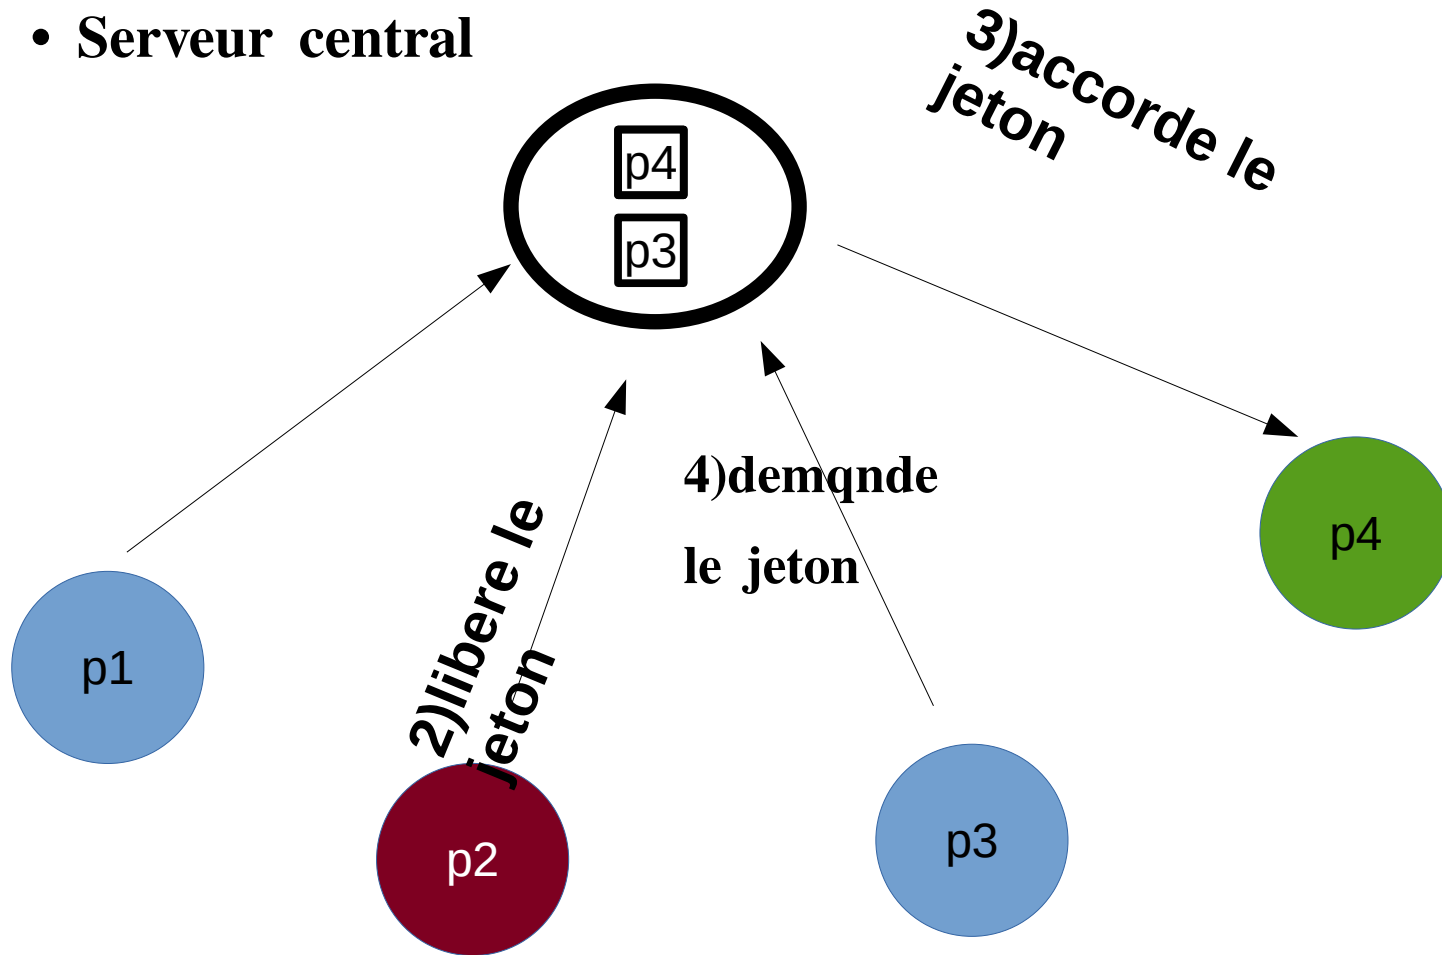 • Serveur central
3)accorde le
jeton
p4
p3
4)demqnde
le jeton
2)libere le
jeton
p4
p1
p2
p3